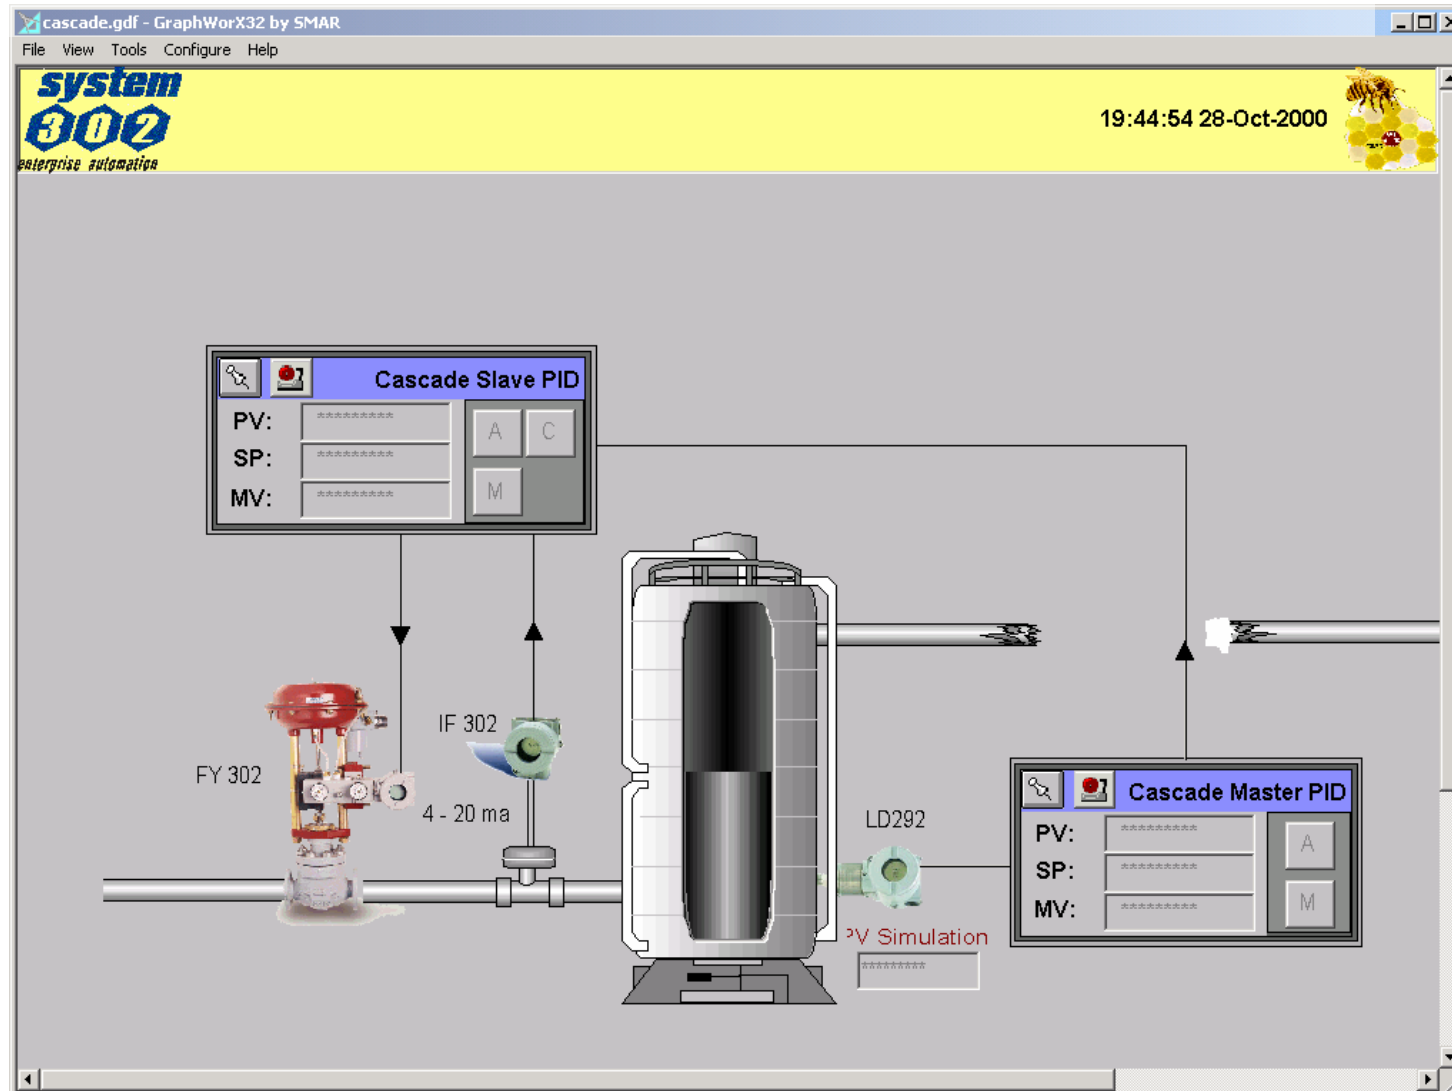 cascade.gdf - GraphWorX32 by SMAR
File View Tools Configure Help
system
302
enterprise automation
19:44:54 28-Oct-2000
Cascade Slave PID
PV: *********
A C
SP: *********
MV: *********
M
IF 302
FY 302
4 - 20 ma
LD292
Cascade Master PID
PV: *********
A
SP: *********
MV: *********
M
PV Simulation
*********